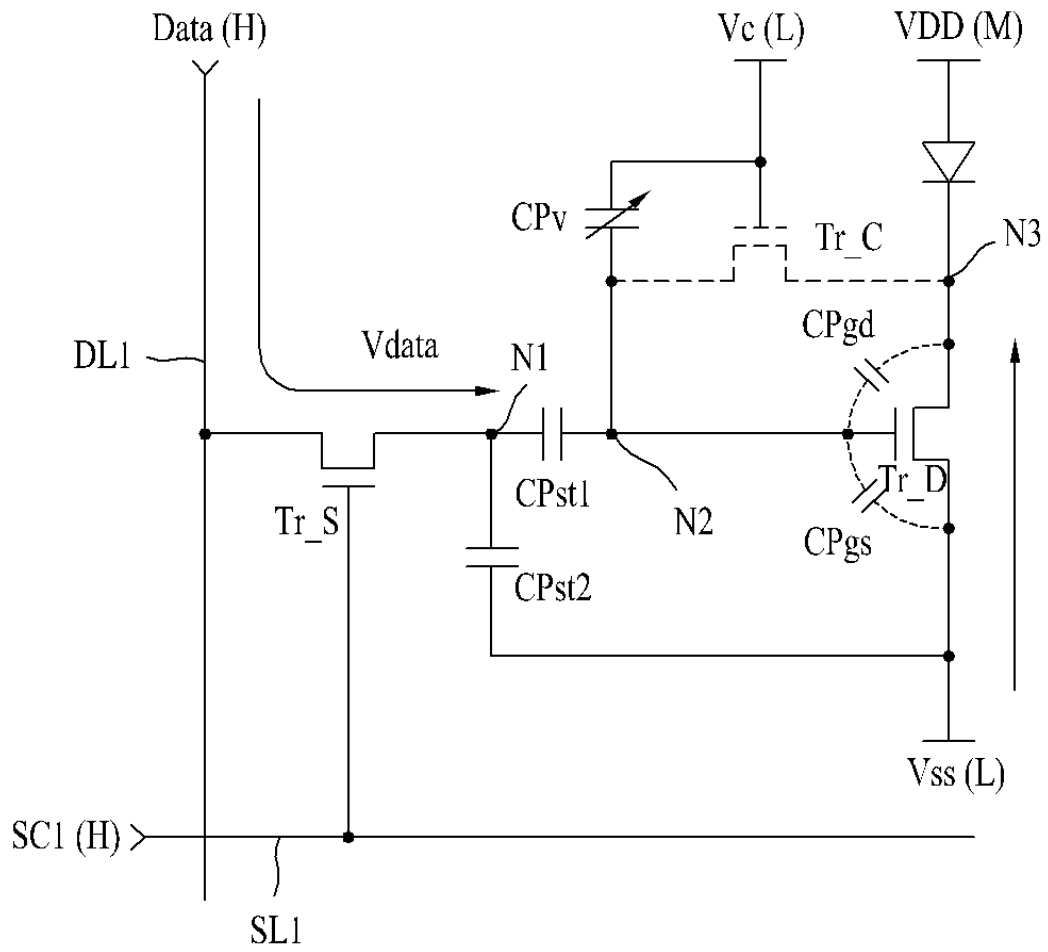 Data (H)
Vc (L)
VDD (M)
CPv
Tr_C
N3
CPgd
DL1
Vdata
N1
CPst1
Tr_D
Tr_S
N2
CPgs
CPst2
Vss (L)
SC1 (H)
SL1